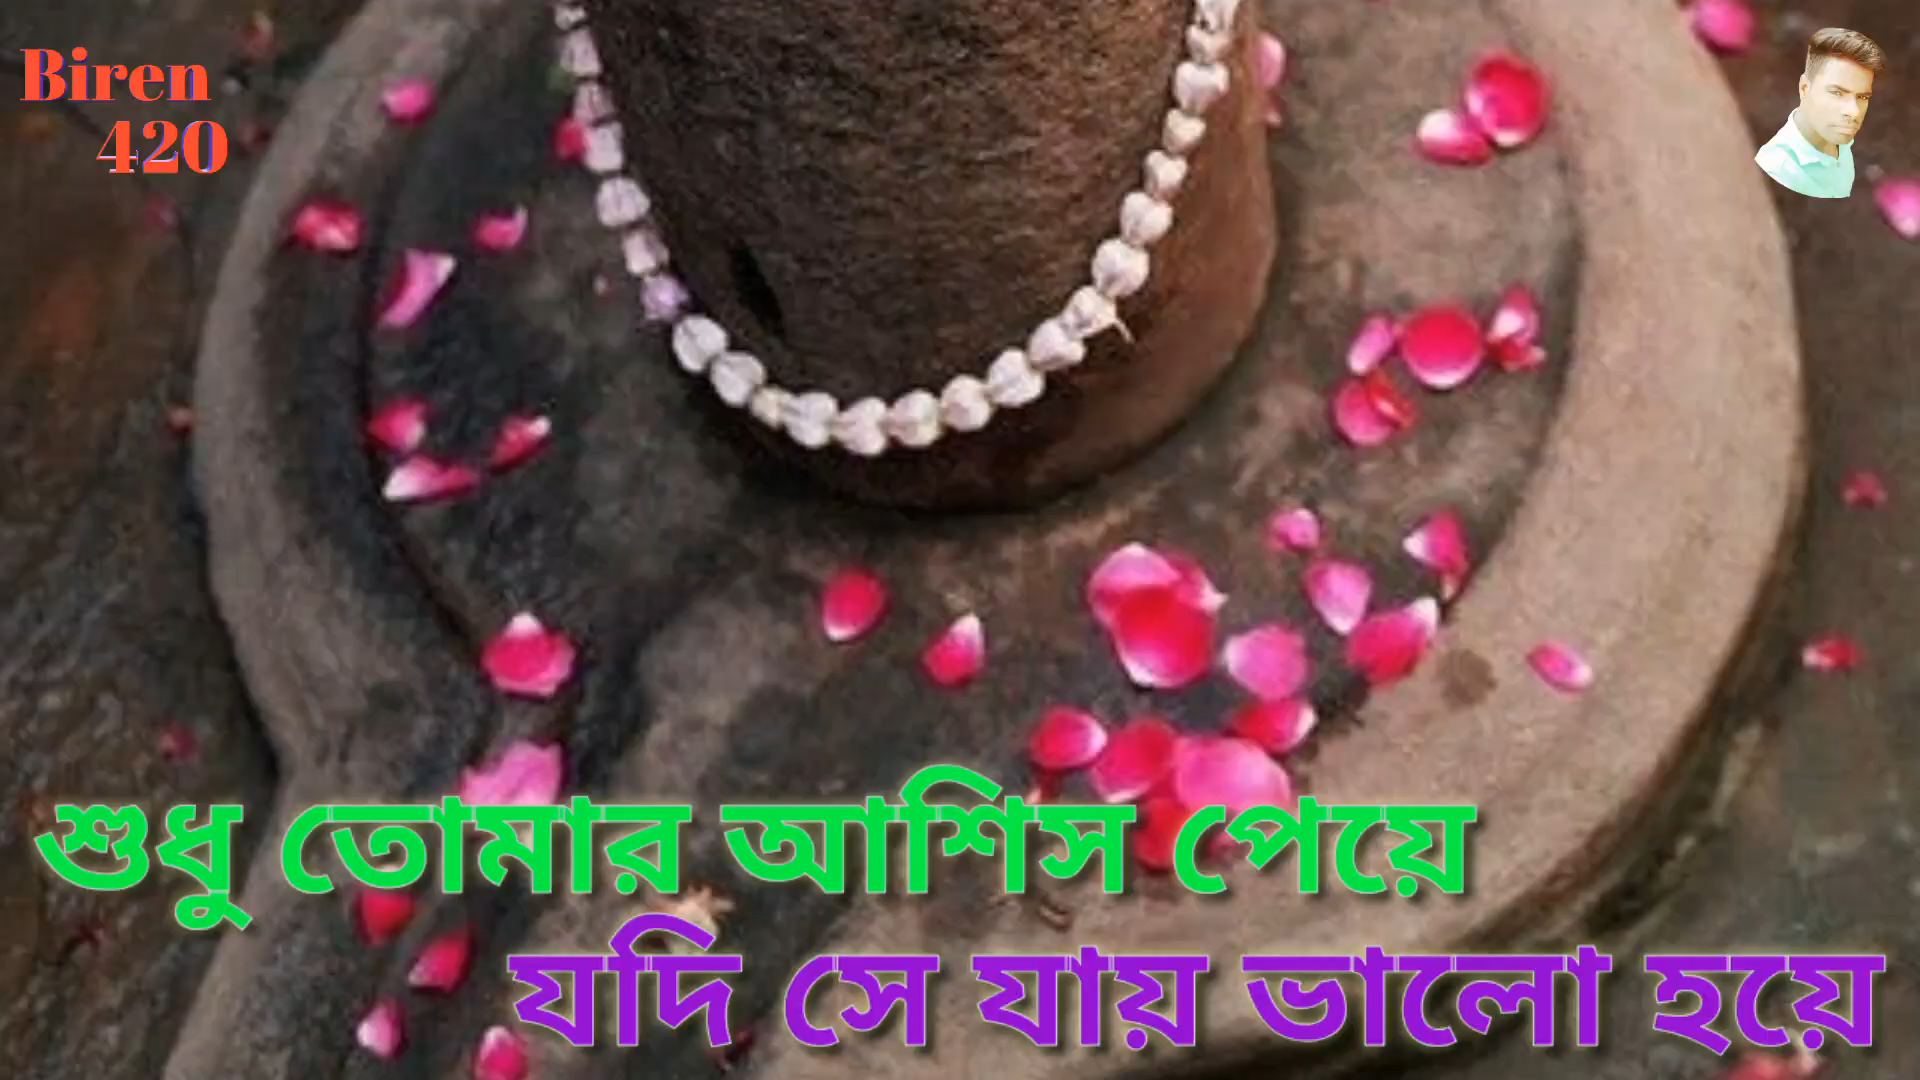 Biren
420
শুধু তোমার আশিস পেয়ে
যদি সে যায় ভালো হয়ে